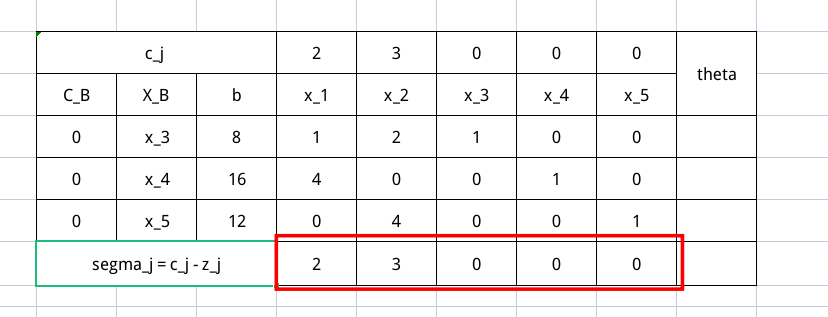 c_j 2 3 0 0 0 theta
C_B X_B b x_1 x_2 x_3 x_4 x_5
0 x_3 8 1 2 1 0 0
0 x_4 16 4 0 0 1 0
0 x_5 12 0 4 0 0 1
segma_j = c_j - z_j 2 3 0 0 0